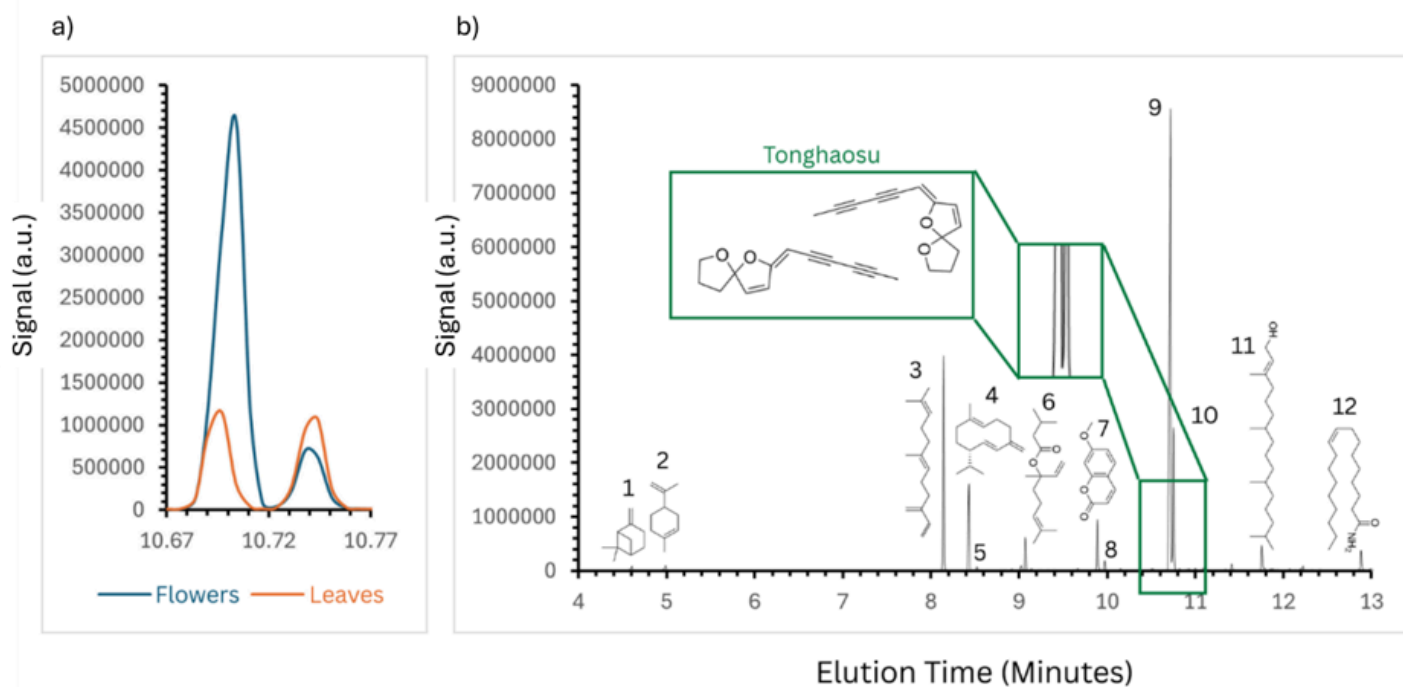 a)
Signal (a.u.)
5000000
4500000
4000000
3500000
3000000
2500000
2000000
1500000
1000000
500000
0
10.67 10.72 10.77
Flowers Leaves
b)
Signal (a.u.)
9000000
8000000
7000000
6000000
5000000
4000000
3000000
2000000
1000000
0
Tonghaosu
O
O
O
O
1
2
3
4
5
6
O
O
7
O
O
O
8
9
10
11
OH
12
O
NH2
4 5 6 7 8 9 10 11 12 13
Elution Time (Minutes)